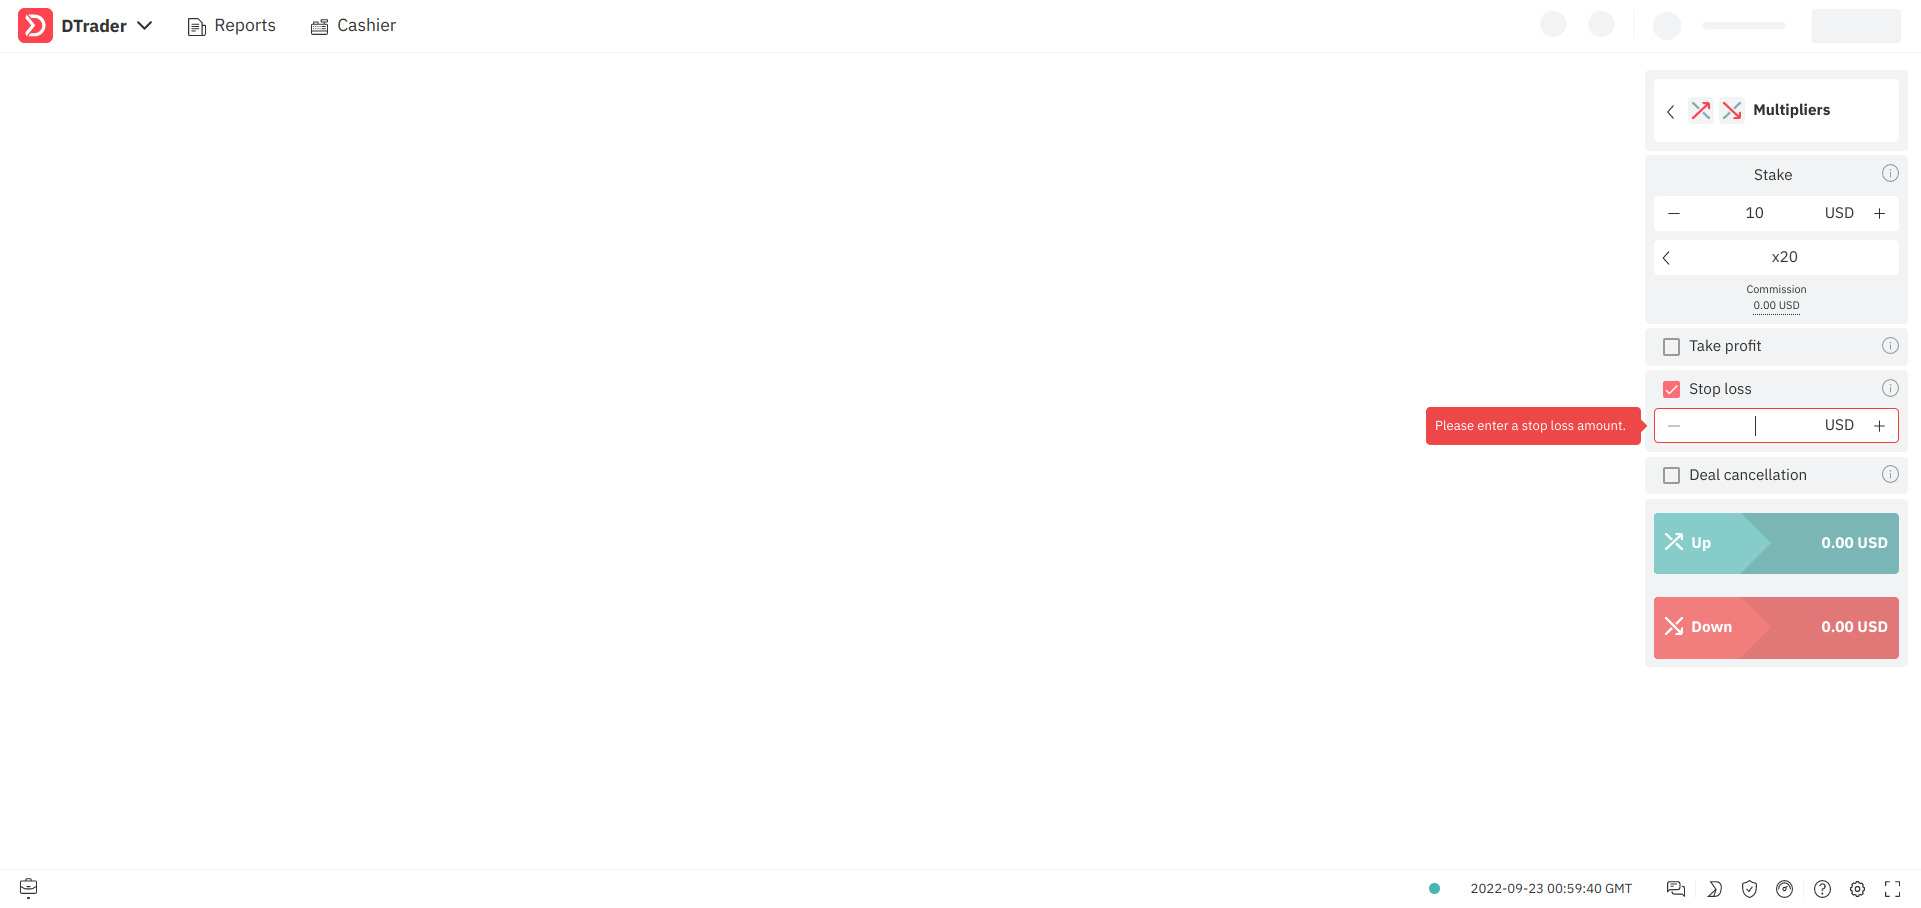 DTrader
Reports
Cashier
Multipliers
Stake
10 USD
x20
Commission
0.00 USD
Take profit
Stop loss
Please enter a stop loss amount.
USD
Deal cancellation
Up 0.00 USD
Down 0.00 USD
2022-09-23 00:59:40 GMT